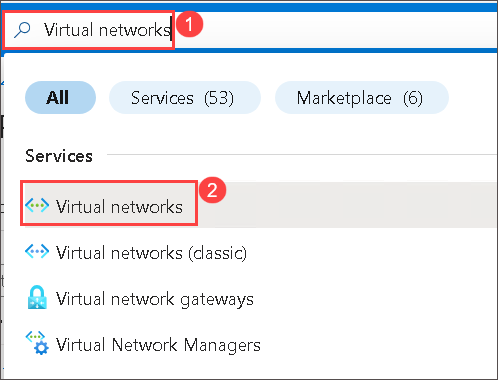 Virtual networks 1
All Services (53) Marketplace (6)
Services
2
Virtual networks
Virtual networks (classic)
Virtual network gateways
Virtual Network Managers